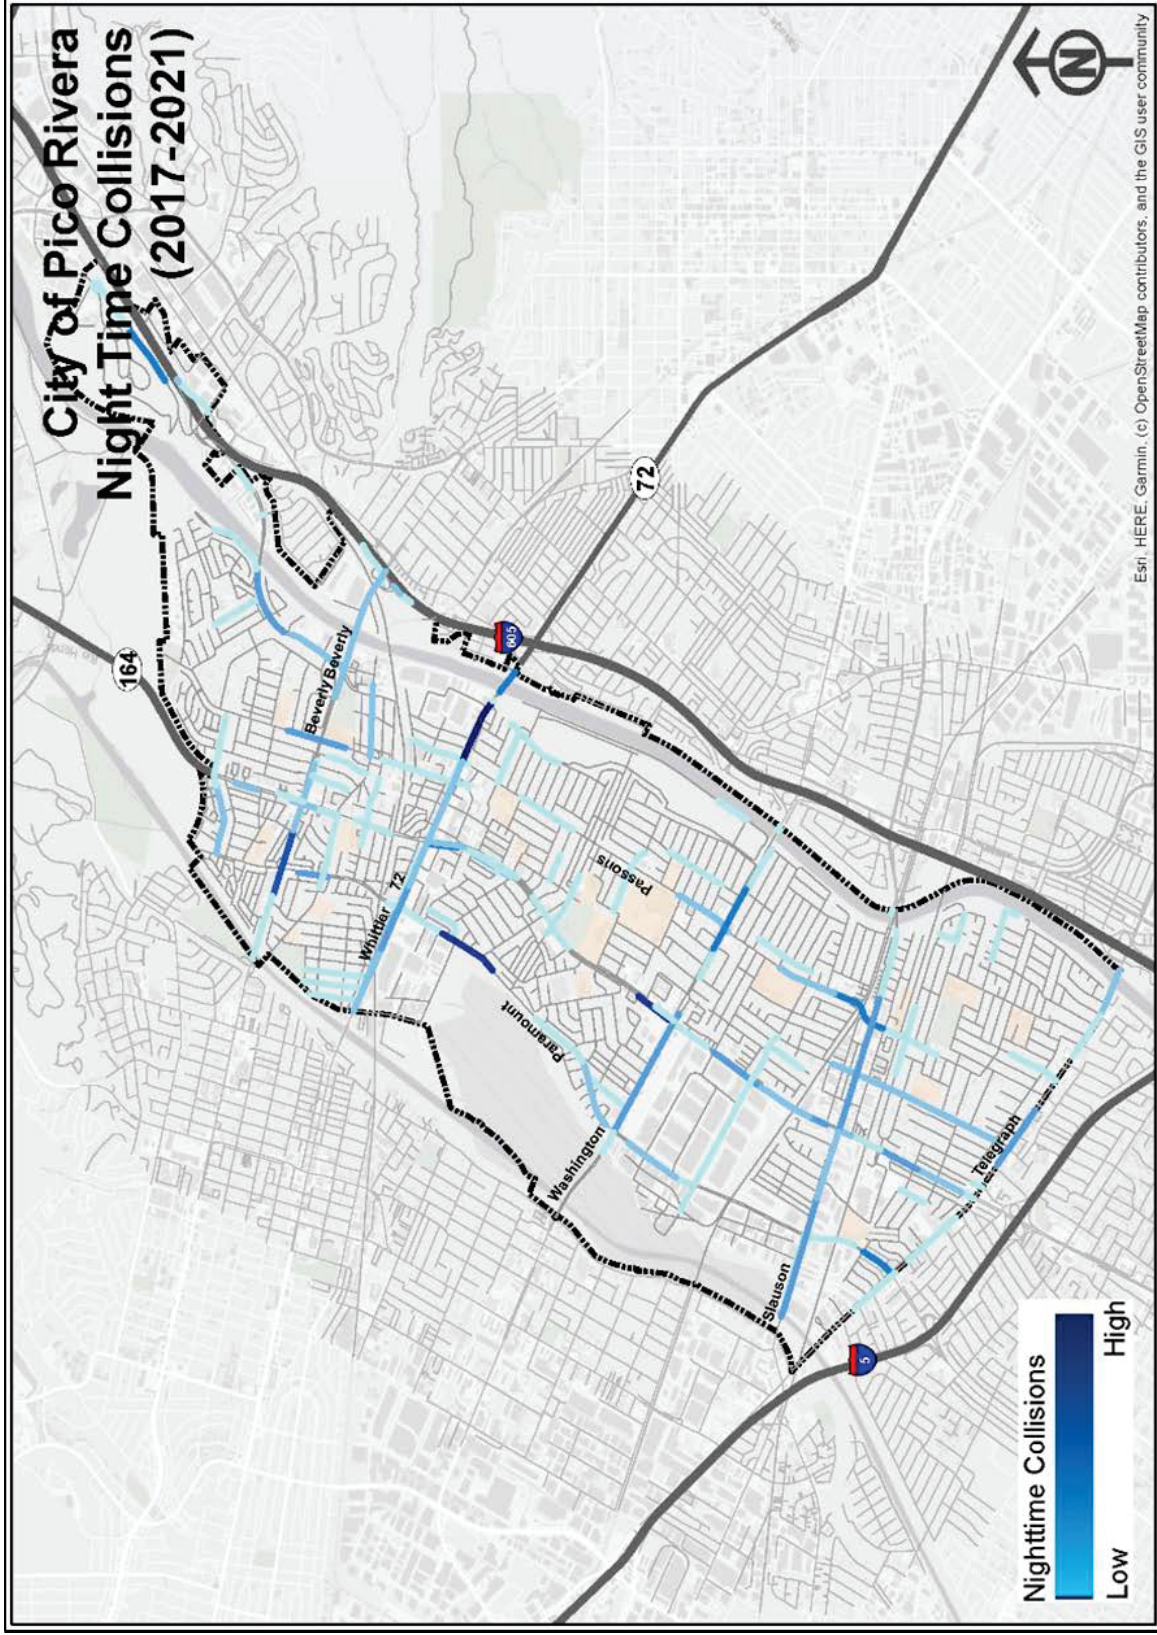 City of Pico Rivera
Night Time Collisions
(2017-2021)
N
164
Beverly
Beverly
605
72
Whittier
72
Passons
Paramount
Washington
Slauson
Telegraph
5
Nighttime Collisions
Low
High
Esri, HERE, Garmin, (c) OpenStreetMap contributors, and the GIS user community